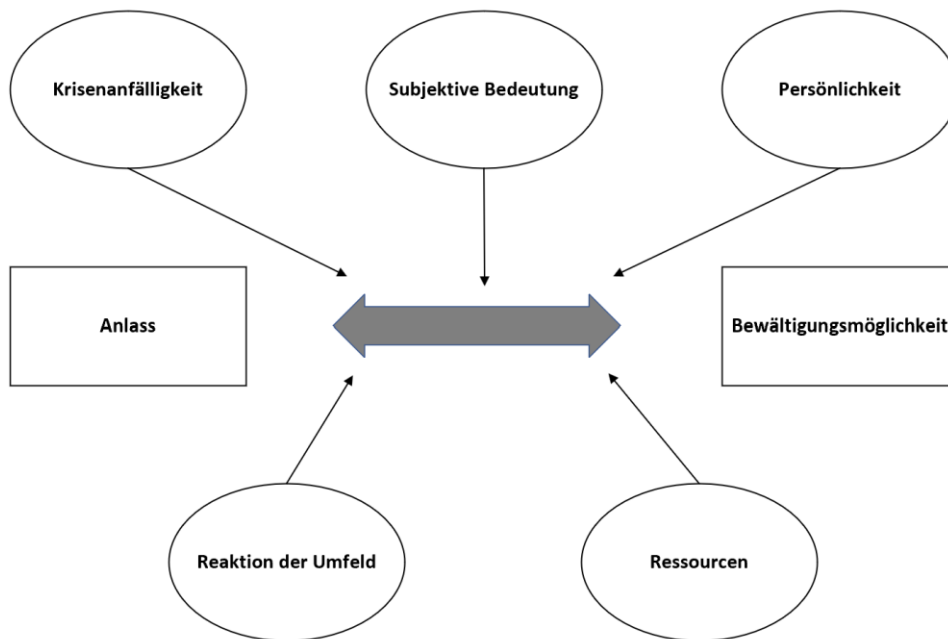 Krisenanfälligkeit
Subjektive Bedeutung
Persönlichkeit
Anlass
Bewältigungsmöglichkeit
Reaktion der Umfeld
Ressourcen